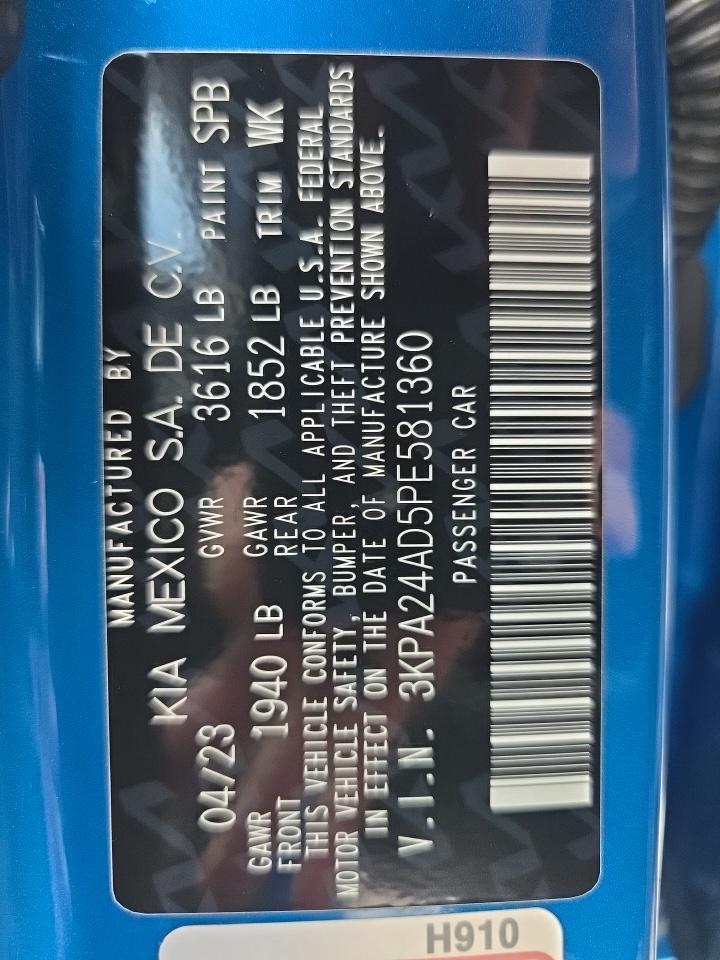 MANUFACTURED BY
KIA MEXICO S.A. DE C.V.
04/23 GVWR 3616 LB PAINT SPB
GAWR FRONT 1940 LB GAWR REAR 1852 LB TRIM WK
THIS VEHICLE CONFORMS TO ALL APPLICABLE U.S.A. FEDERAL
MOTOR VEHICLE SAFETY, BUMPER, AND THEFT PREVENTION STANDARDS
IN EFFECT ON THE DATE OF MANUFACTURE SHOWN ABOVE.
V.I.N. 3KPA24AD5PE581360
PASSENGER CAR
H910